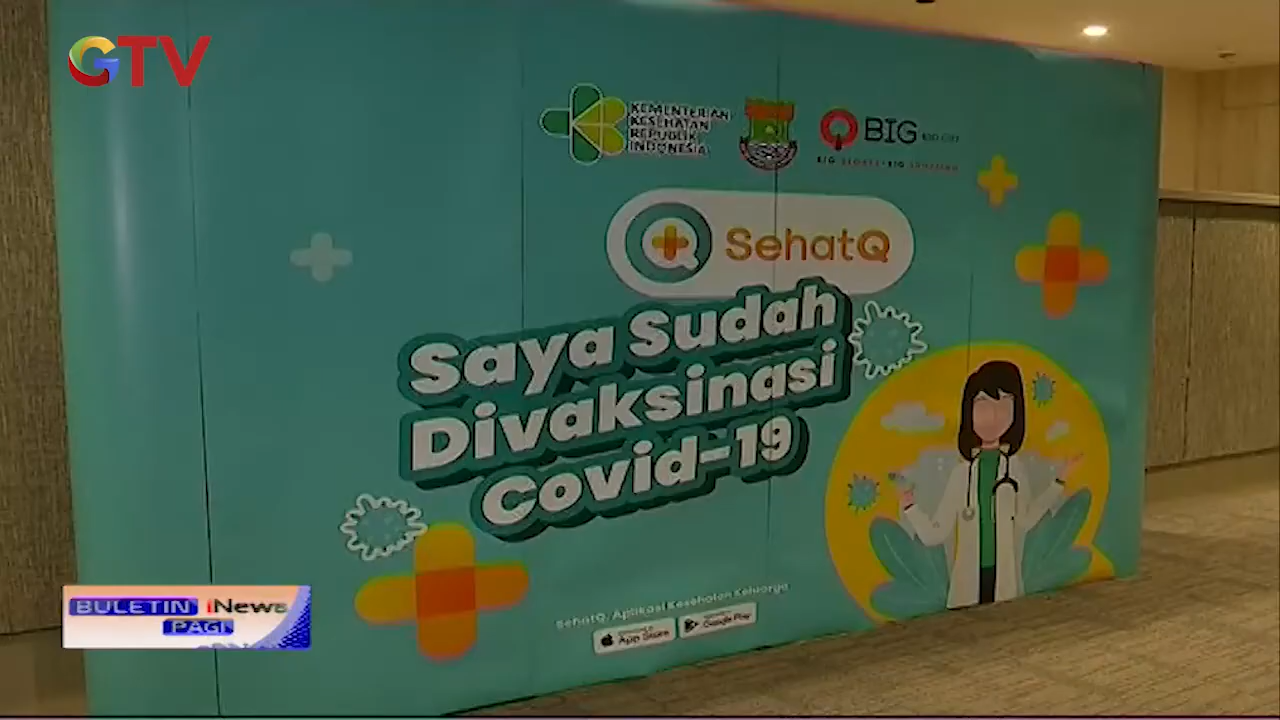 GTV
KEMENTERIAN
KESEHATAN
REPUBLIK
INDONESIA
BIG
SehatQ
Saya Sudah
Divaksinasi
Covid-19
SehatQ. Aplikasi Kesehatan Keluarga
App Store
Google Play
BULETIN iNews
PAGI